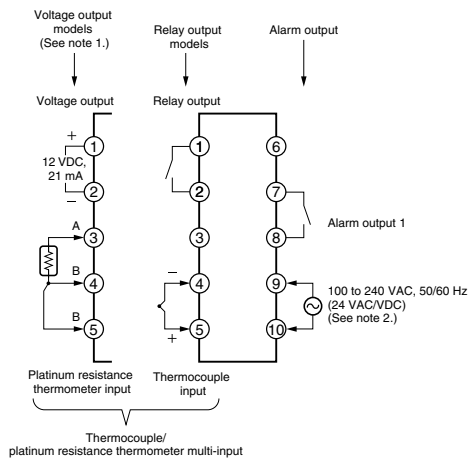 Voltage output
models
(See note 1.)
Relay output
models
Alarm output
Voltage output
Relay output
+
1
12 VDC,
21 mA
2
−
A
3
B
4
B
5
1
2
3
−
4
5
+
6
7
8
Alarm output 1
9
10
100 to 240 VAC, 50/60 Hz
(24 VAC/VDC)
(See note 2.)
Platinum resistance
thermometer input
Thermocouple
input
Thermocouple/
platinum resistance thermometer multi-input